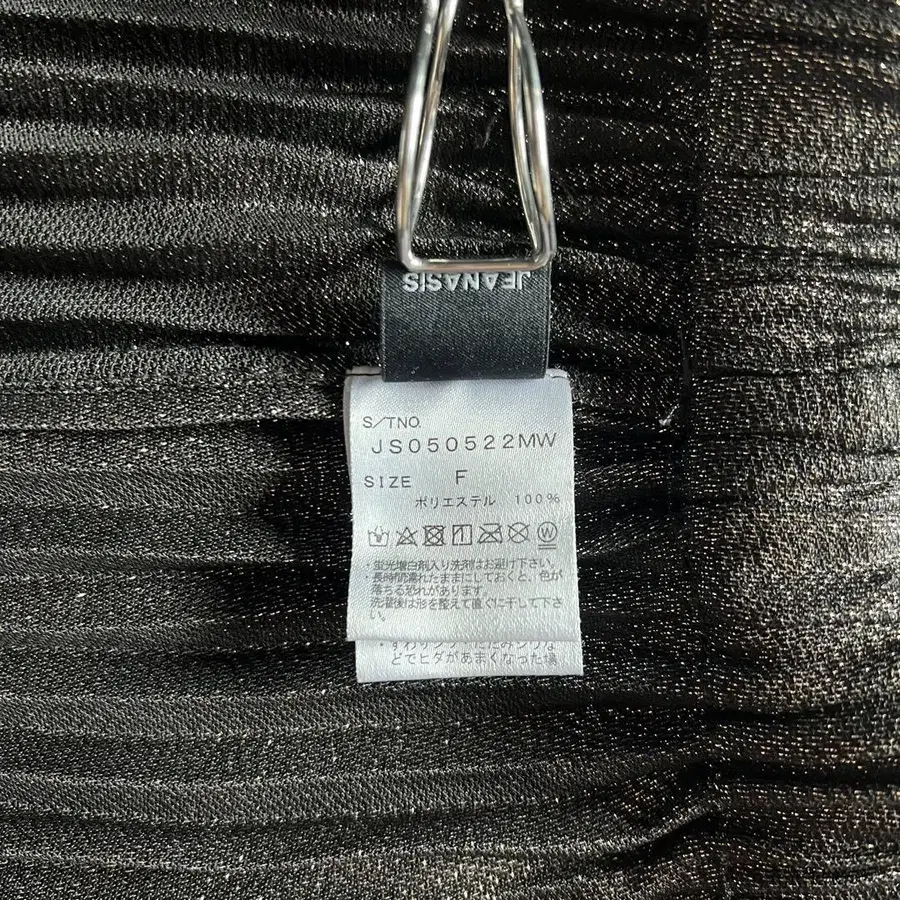 JEANASIS
S/TNO.
JS050522MW
SIZE F
ポリエステル 100%
W
・蛍光増白剤入り洗剤はお避け下さい。
・長時間濡れたままにしておくと、色が
落ちる恐れがあります。
洗濯後は形を整えて直ぐに干して下さ
い。
どでヒダがあまくなった場